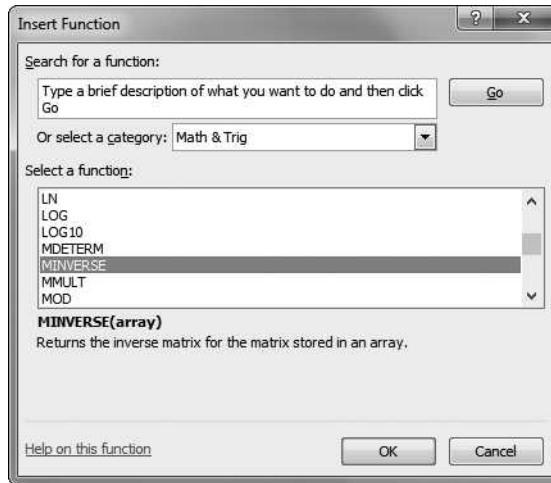 Insert Function
Search for a function:
Type a brief description of what you want to do and then click
Go
Go
Or select a category: Math & Trig
Select a function:
LN
LOG
LOG10
MDETERM
MINVERSE
MMULT
MOD
MINVERSE(array)
Returns the inverse matrix for the matrix stored in an array.
Help on this function
OK
Cancel